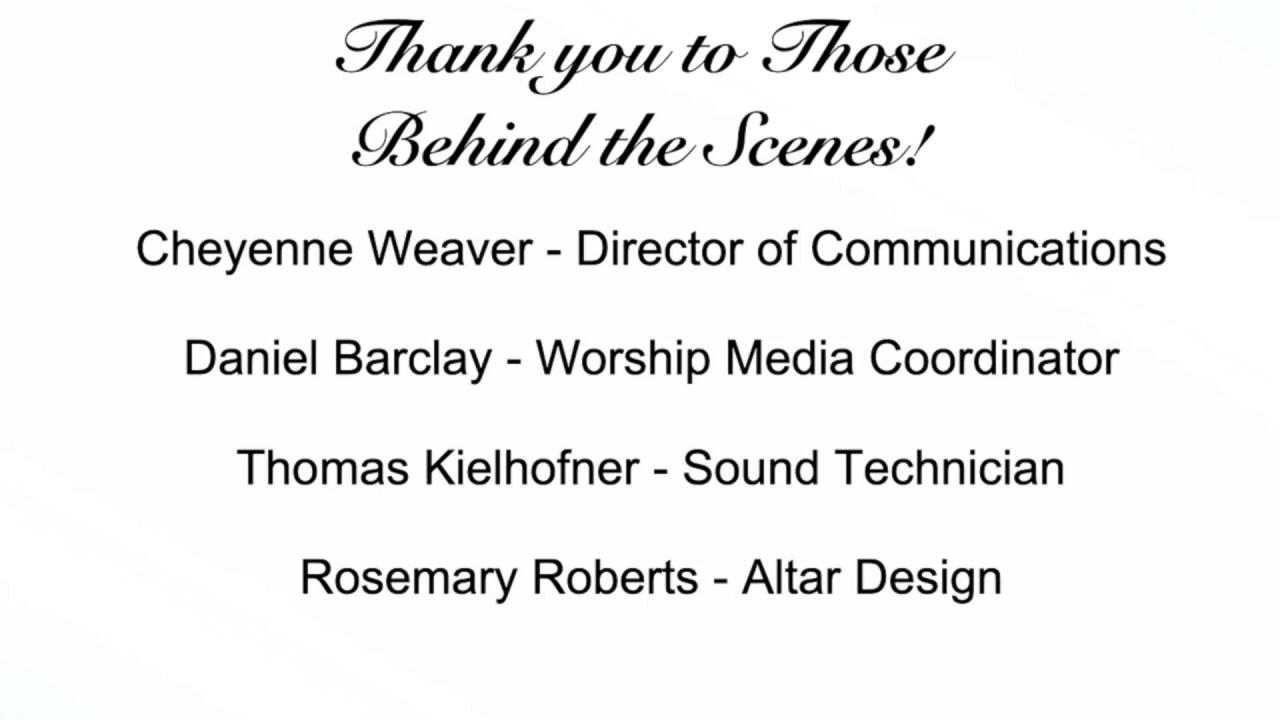 Thank you to Those
Behind the Scenes!
Cheyenne Weaver - Director of Communications
Daniel Barclay - Worship Media Coordinator
Thomas Kielhofner - Sound Technician
Rosemary Roberts - Altar Design